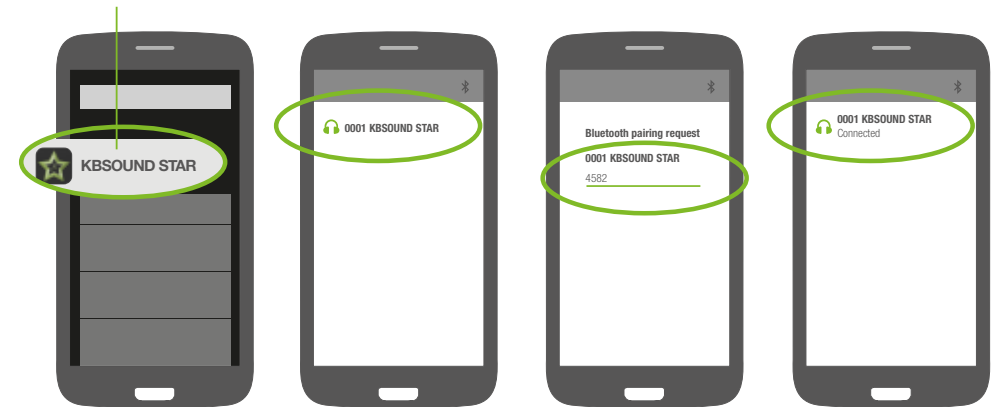 KBSOUND STAR
0001 KBSOUND STAR
Bluetooth pairing request
0001 KBSOUND STAR
4582
0001 KBSOUND STAR
Connected